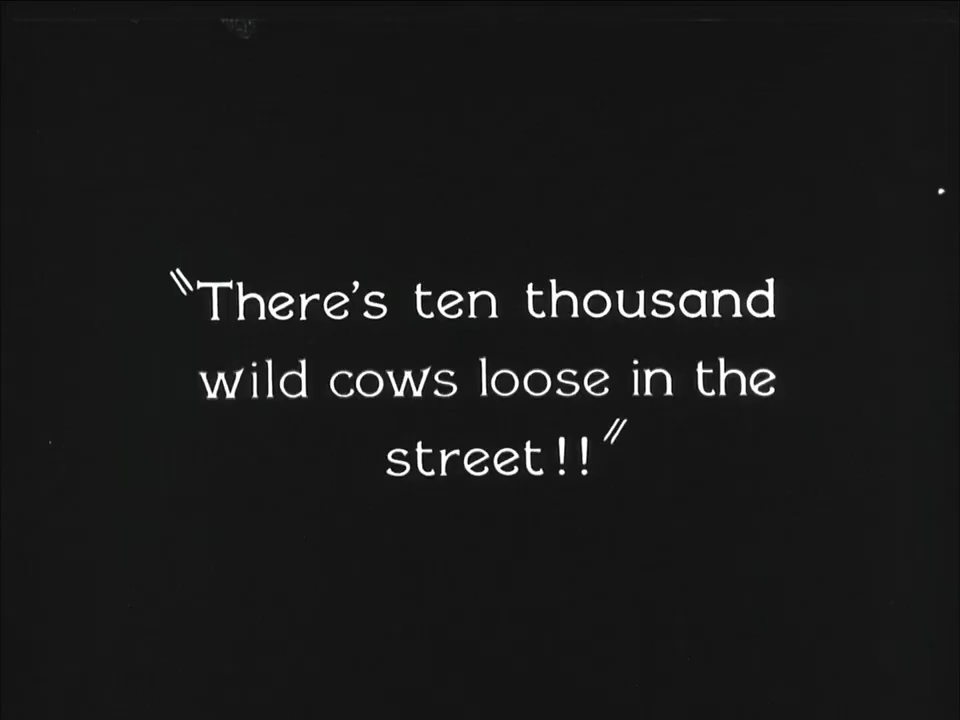 "There's ten thousand
wild cows loose in the
street!!"